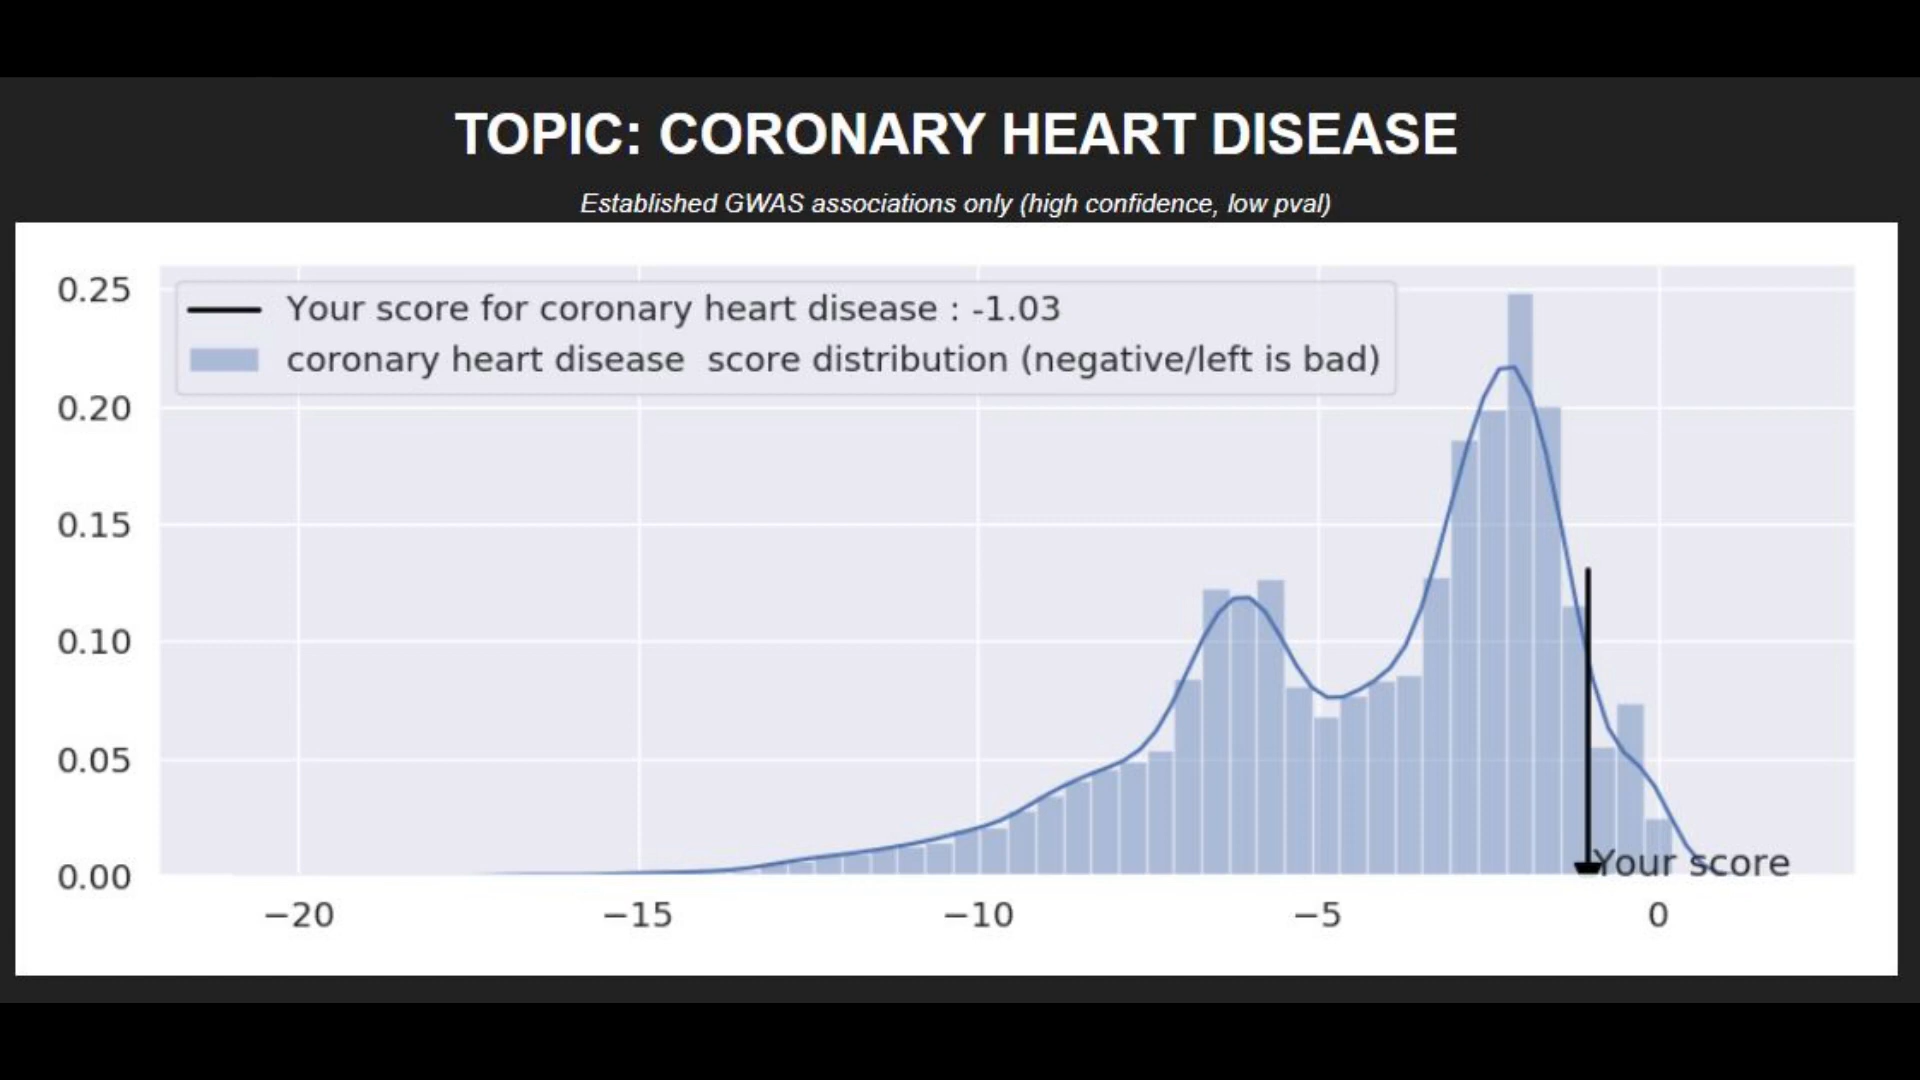 TOPIC: CORONARY HEART DISEASE
Established GWAS associations only (high confidence, low pval)
Your score for coronary heart disease : -1.03
coronary heart disease  score distribution (negative/left is bad)
0.25
0.20
0.15
0.10
0.05
0.00
Your score
−20
−15
−10
−5
0